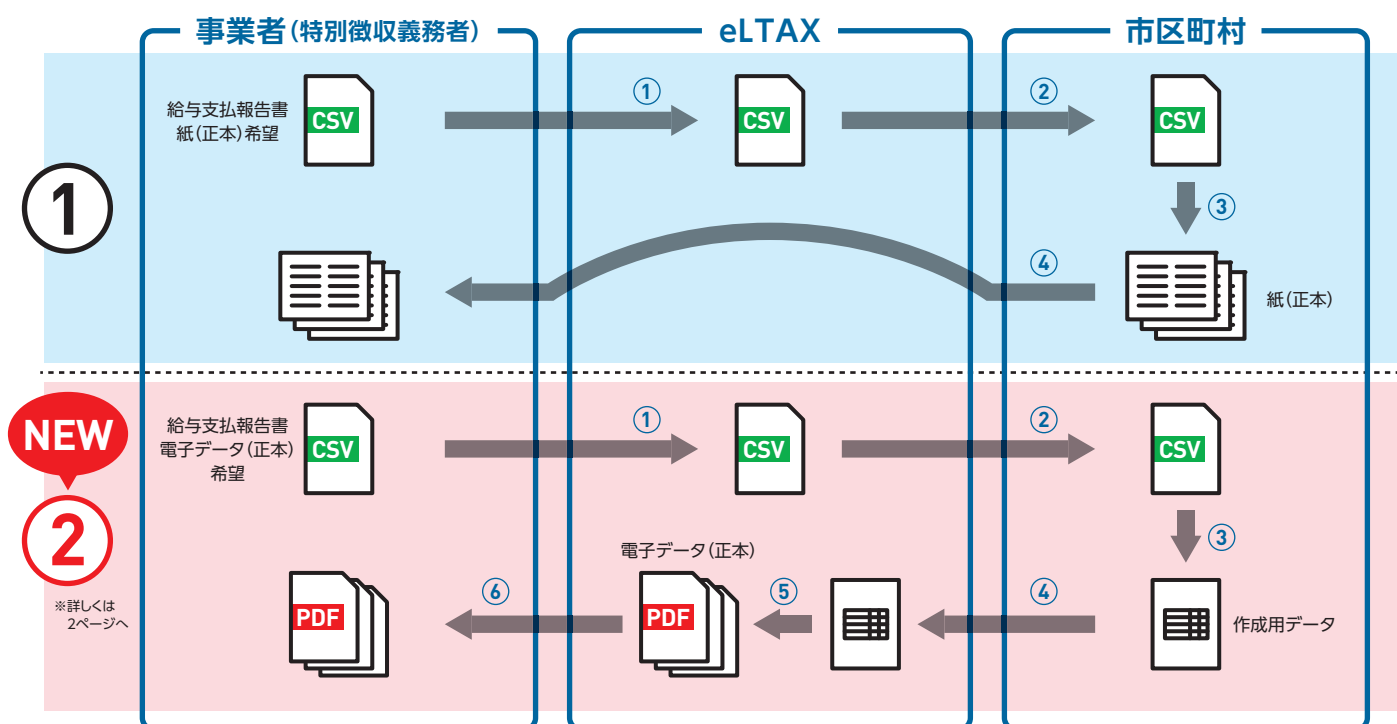 事業者(特別徴収義務者)
eLTAX
市区町村
①
給与支払報告書
紙(正本)希望
CSV
①
CSV
②
CSV
③
④
紙(正本)
NEW
②
※詳しくは
2ページへ
給与支払報告書
電子データ(正本)
希望
CSV
①
CSV
②
CSV
③
作成用データ
④
⑤
電子データ(正本)
PDF
⑥
PDF